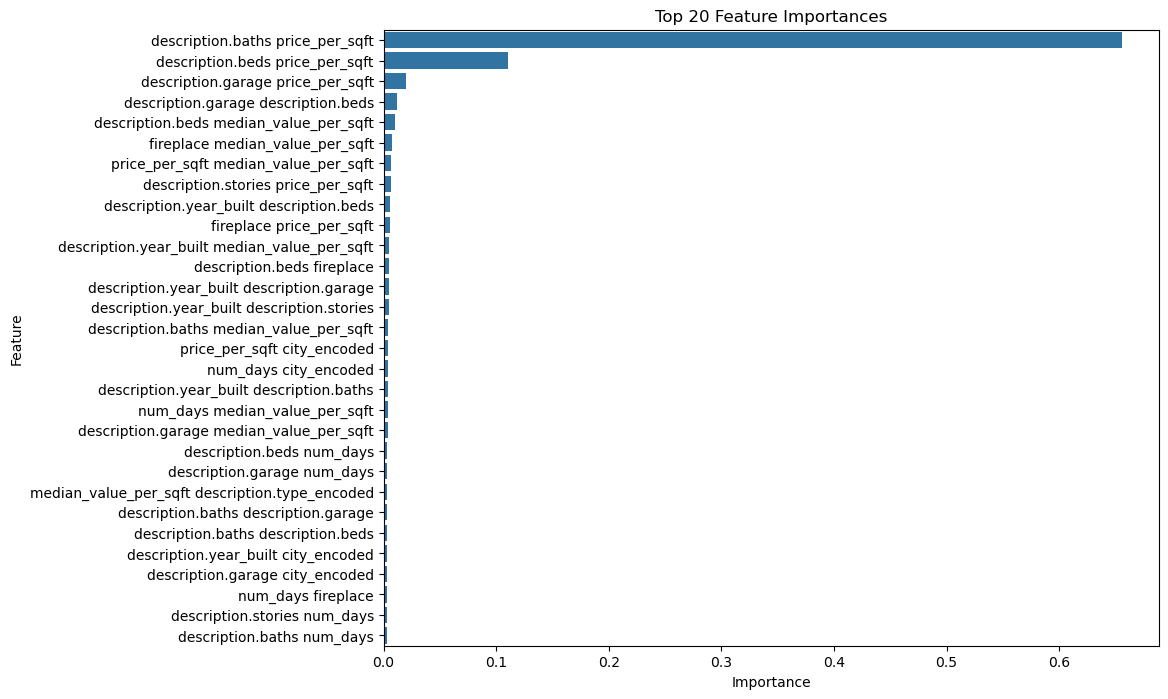 Top 20 Feature Importances
description.baths price_per_sqft
description.beds price_per_sqft
description.garage price_per_sqft
description.garage description.beds
description.beds median_value_per_sqft
fireplace median_value_per_sqft
price_per_sqft median_value_per_sqft
description.stories price_per_sqft
description.year_built description.beds
fireplace price_per_sqft
description.year_built median_value_per_sqft
description.beds fireplace
description.year_built description.garage
description.year_built description.stories
description.baths median_value_per_sqft
price_per_sqft city_encoded
num_days city_encoded
description.year_built description.baths
num_days median_value_per_sqft
description.garage median_value_per_sqft
description.beds num_days
description.garage num_days
median_value_per_sqft description.type_encoded
description.baths description.garage
description.baths description.beds
description.year_built city_encoded
description.garage city_encoded
num_days fireplace
description.stories num_days
description.baths num_days
Feature
0.0 0.1 0.2 0.3 0.4 0.5 0.6
Importance